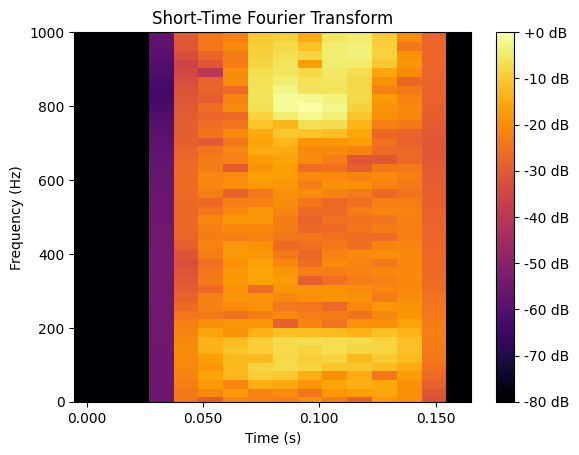 Short-Time Fourier Transform
1000
800
600
400
200
0
Frequency (Hz)
0.000
0.050
0.100
0.150
Time (s)
+0 dB
-10 dB
-20 dB
-30 dB
-40 dB
-50 dB
-60 dB
-70 dB
-80 dB